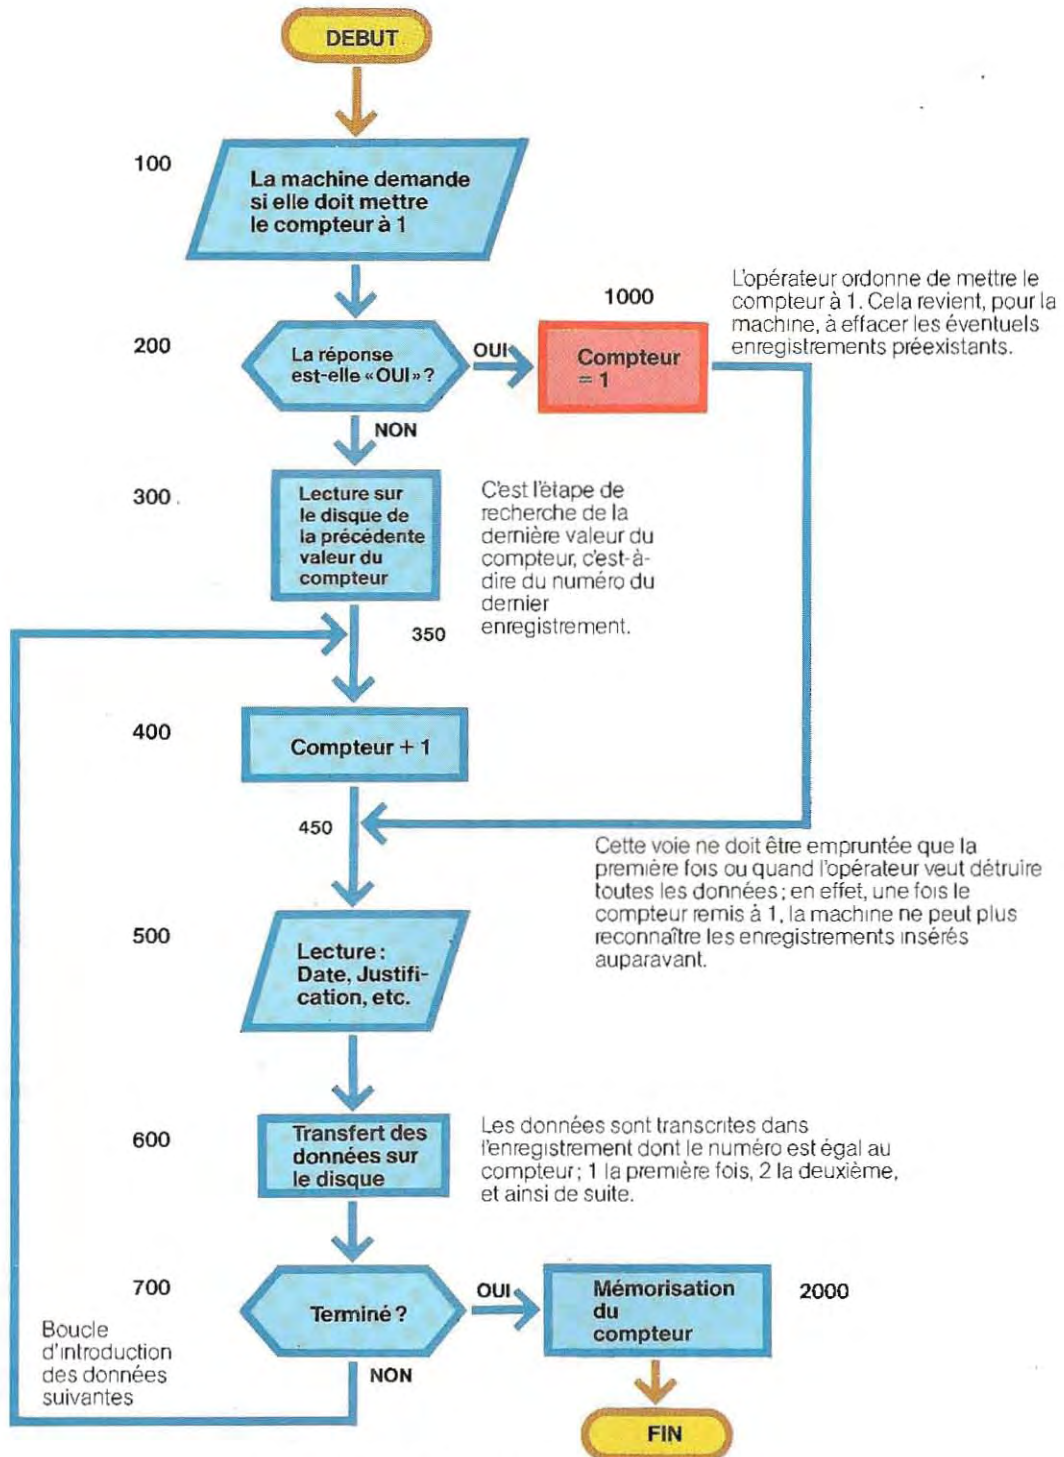 DEBUT
100
La machine demande
si elle doit mettre
le compteur à 1
L'opérateur ordonne de mettre le
compteur à 1. Cela revient, pour la
machine, à effacer les éventuels
enregistrements préexistants.
1000
200
La réponse
est-elle «OUI»?
OUI
Compteur
= 1
NON
300
Lecture sur
le disque de
la précédente
valeur du
compteur
C'est l'étape de
recherche de la
dernière valeur du
compteur, c'est-à-
dire du numéro du
dernier
enregistrement.
350
400
Compteur + 1
450
Cette voie ne doit être empruntée que la
première fois ou quand l'opérateur veut détruire
toutes les données; en effet, une fois le
compteur remis à 1, la machine ne peut plus
reconnaître les enregistrements insérés
auparavant.
500
Lecture:
Date, Justifi-
cation, etc.
600
Transfert des
données sur
le disque
Les données sont transcrites dans
l'enregistrement dont le numéro est égal au
compteur; 1 la première fois, 2 la deuxième,
et ainsi de suite.
700
Terminé?
OUI
Mémorisation
du
compteur
2000
Boucle
d'introduction
des données
suivantes
NON
FIN